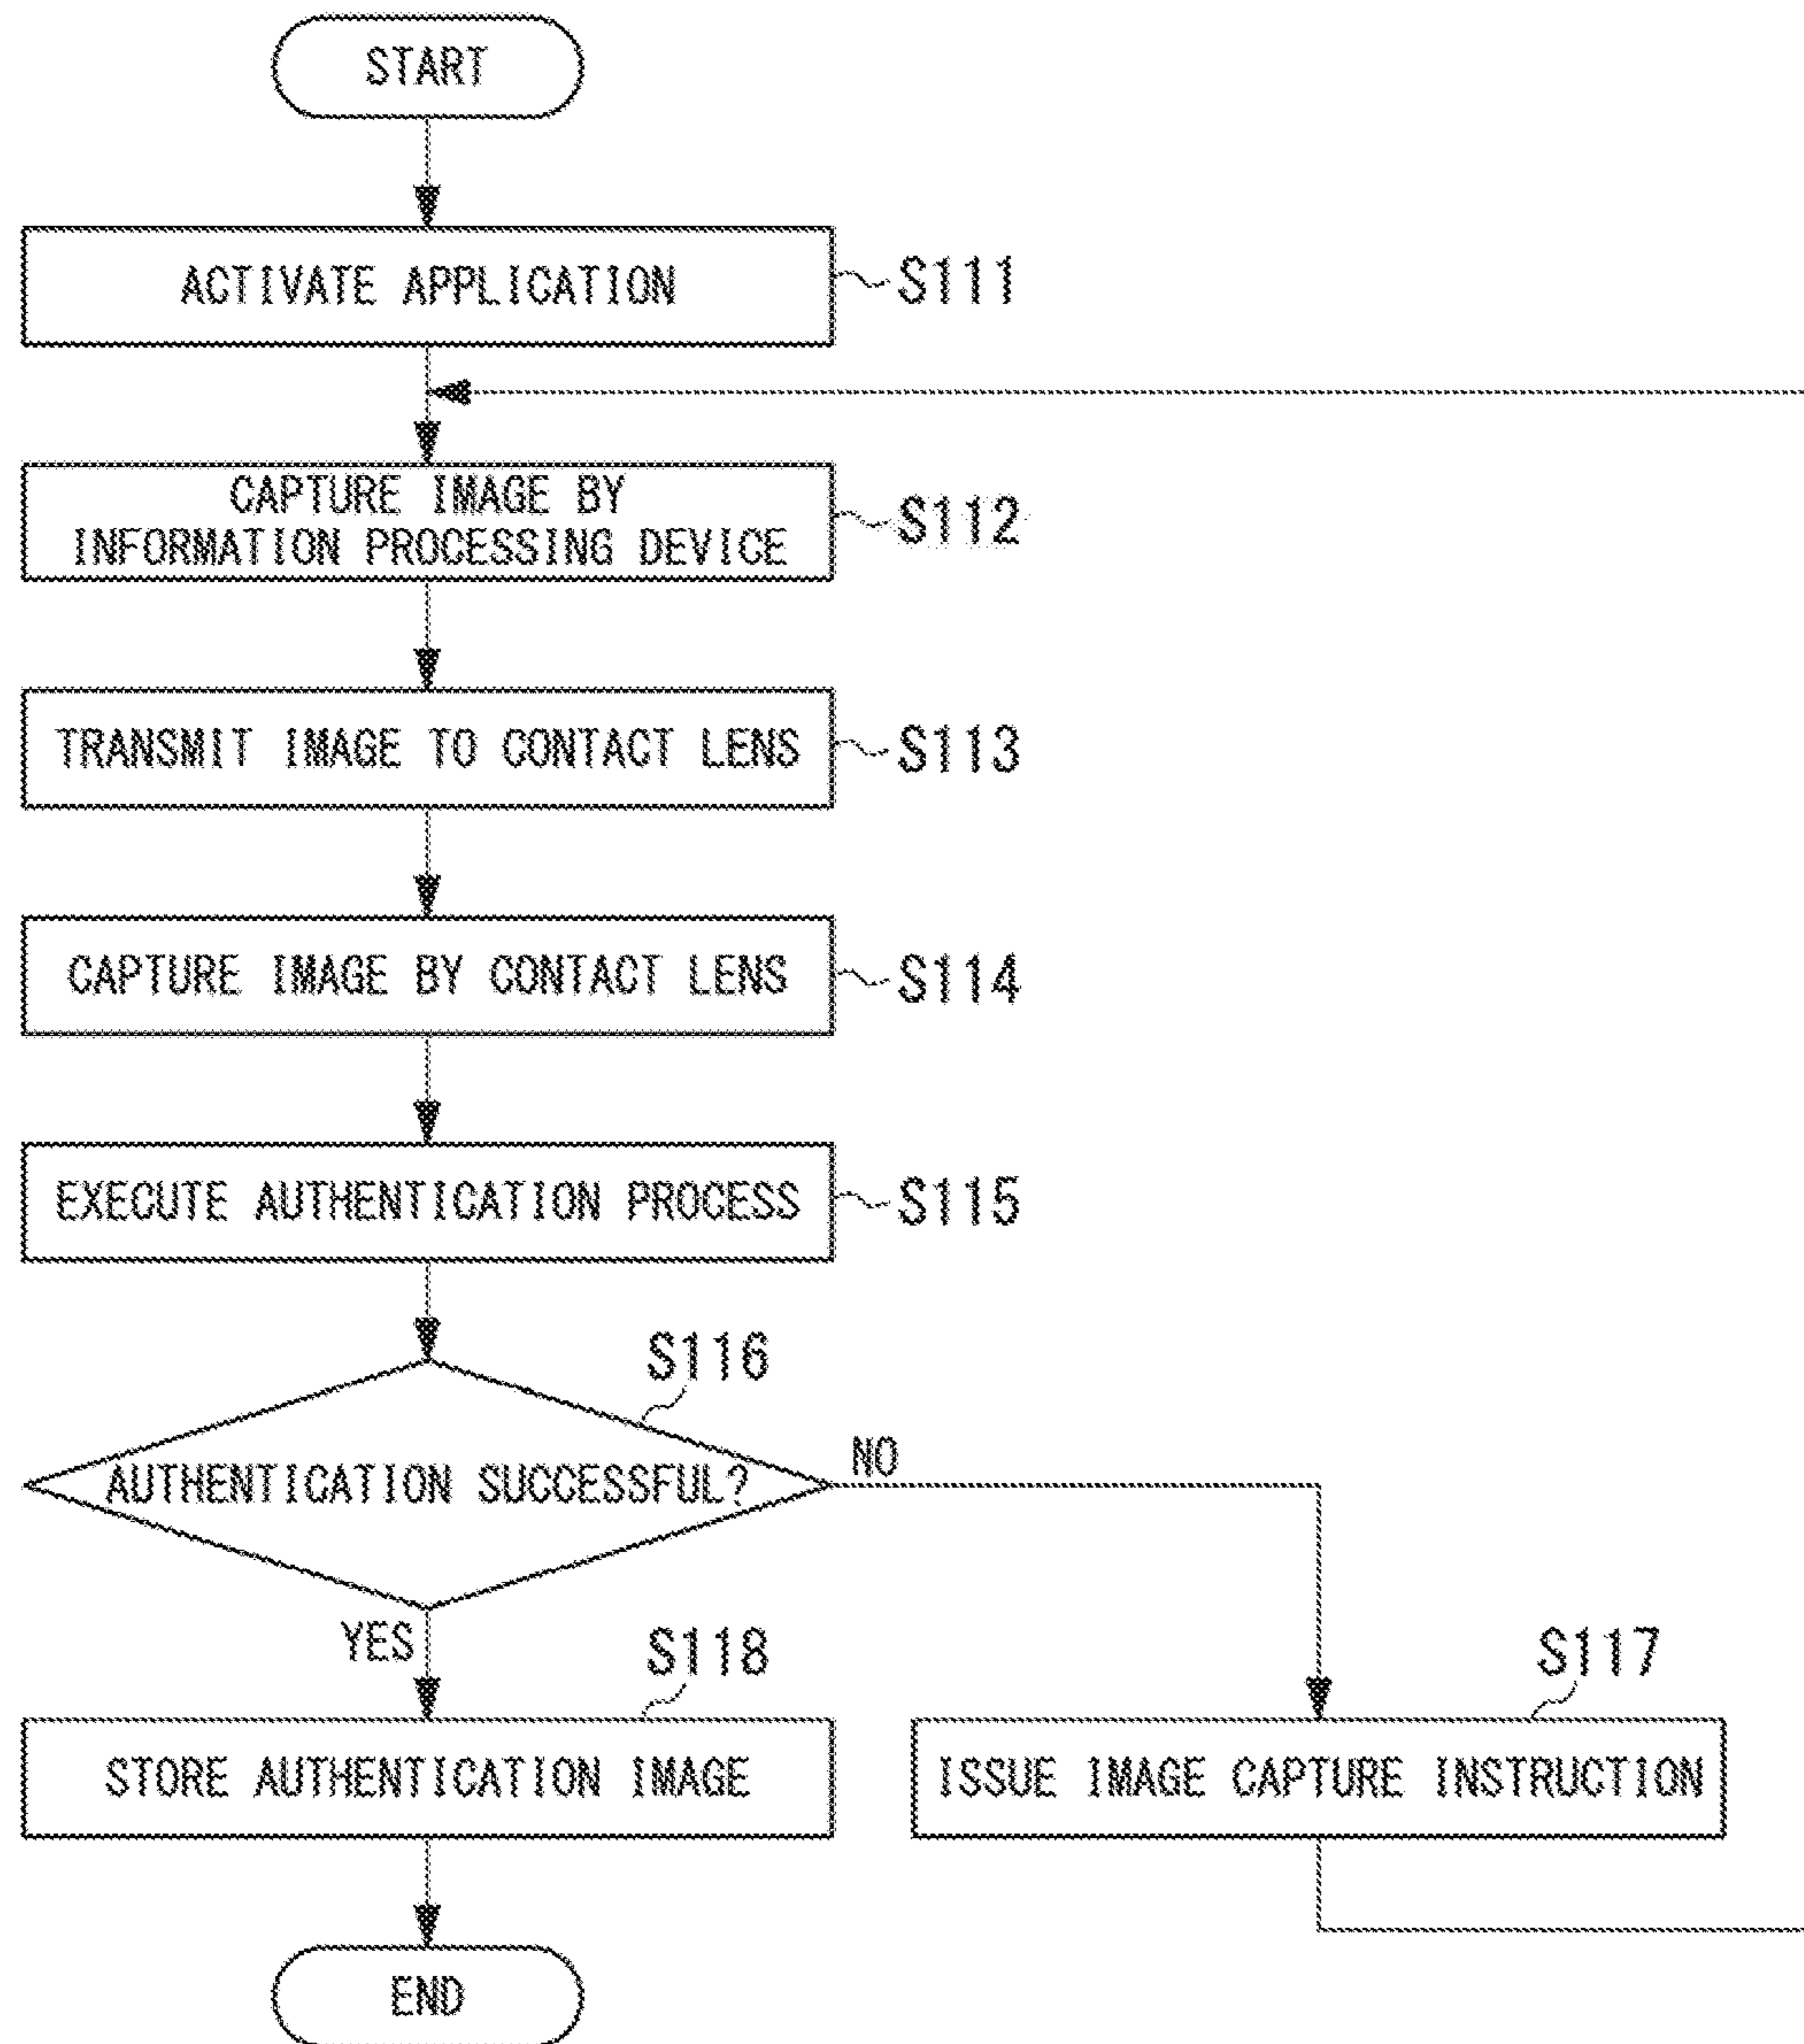 START
ACTIVATE APPLICATION
S111
CAPTURE IMAGE BY
INFORMATION PROCESSING DEVICE
S112
TRANSMIT IMAGE TO CONTACT LENS
S113
CAPTURE IMAGE BY CONTACT LENS
S114
EXECUTE AUTHENTICATION PROCESS
S115
S116
AUTHENTICATION SUCCESSFUL?
NO
YES
S118
STORE AUTHENTICATION IMAGE
S117
ISSUE IMAGE CAPTURE INSTRUCTION
END